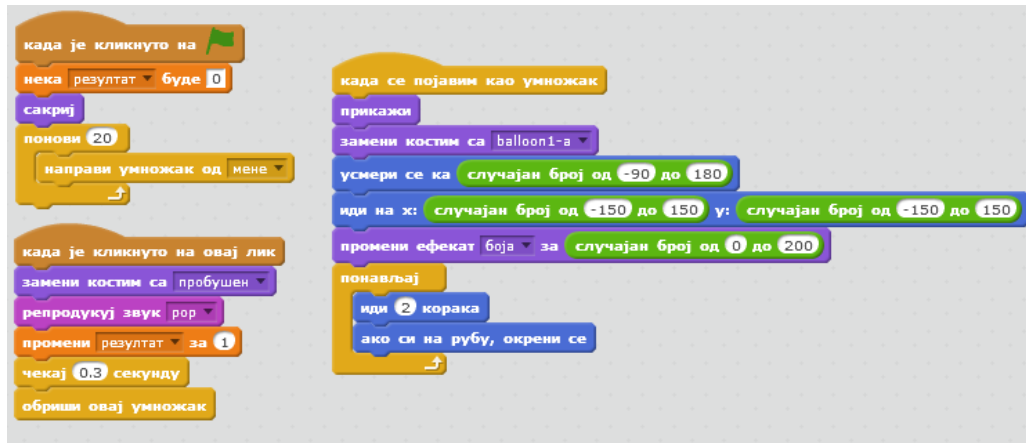 када је кликнуто на
нека резултат буде 0
сакриј
понови 20
направи умножак од мене
када је кликнуто на овај лик
замени костим са пробушен
репродукуј звук pop
промени резултат за 1
чекај 0.3 секунду
обриши овај умножак
када се појавим као умножак
прикажи
замени костим са balloon1-a
усмери се ка случајан број од -90 до 180
иди на x: случајан број од -150 до 150 y: случајан број од -150 до 150
промени ефекат боја за случајан број од 0 до 200
понављај
иди 2 корака
ако си на рубу, окрени се